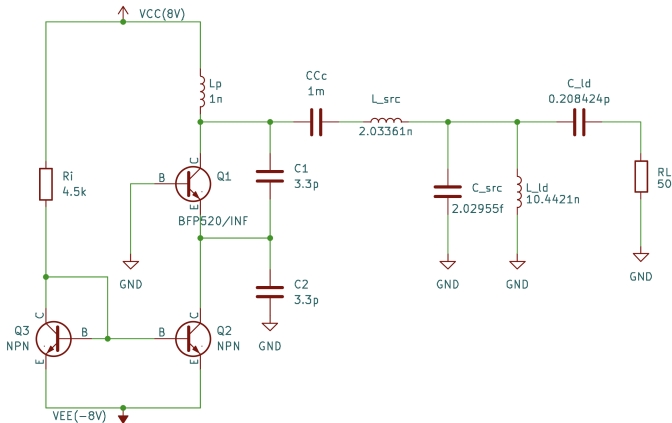 VCC(8V)
Lp
1n
CCc
1m
L_src
2.03361n
C_ld
0.208424p
Ri
4.5k
C
B
Q1
E
BFP520/INF
C1
3.3p
C_src
2.02955f
L_ld
10.4421n
RL
50
GND
GND
GND
GND
C2
3.3p
GND
Q3
NPN
C
B
E
B
C
Q2
NPN
E
VEE(-8V)